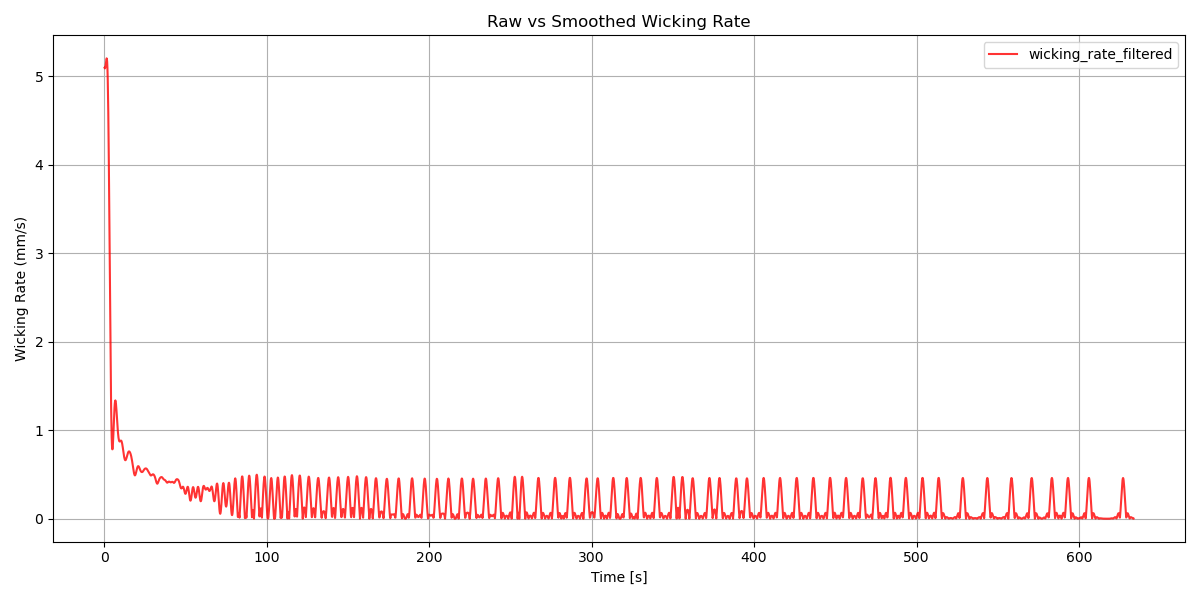 Raw vs Smoothed Wicking Rate
wicking_rate_filtered
Wicking Rate (mm/s)
5
4
3
2
1
0
0 100 200 300 400 500 600
Time [s]